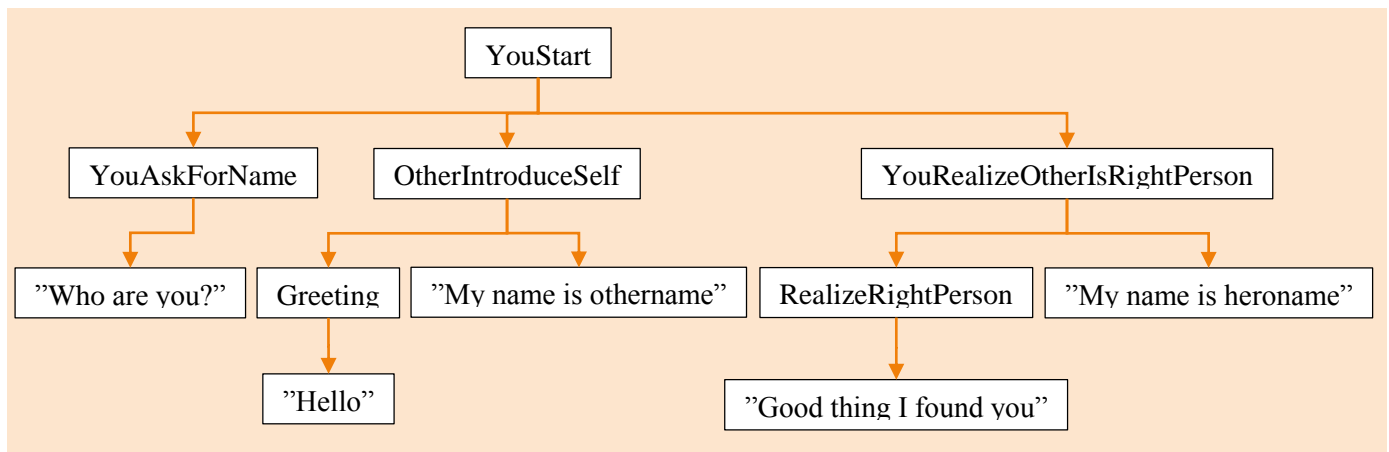 YouStart
YouAskForName
OtherIntroduceSelf
YouRealizeOtherIsRightPerson
”Who are you?”
Greeting
”My name is othername”
RealizeRightPerson
”My name is heroname”
”Hello”
”Good thing I found you”